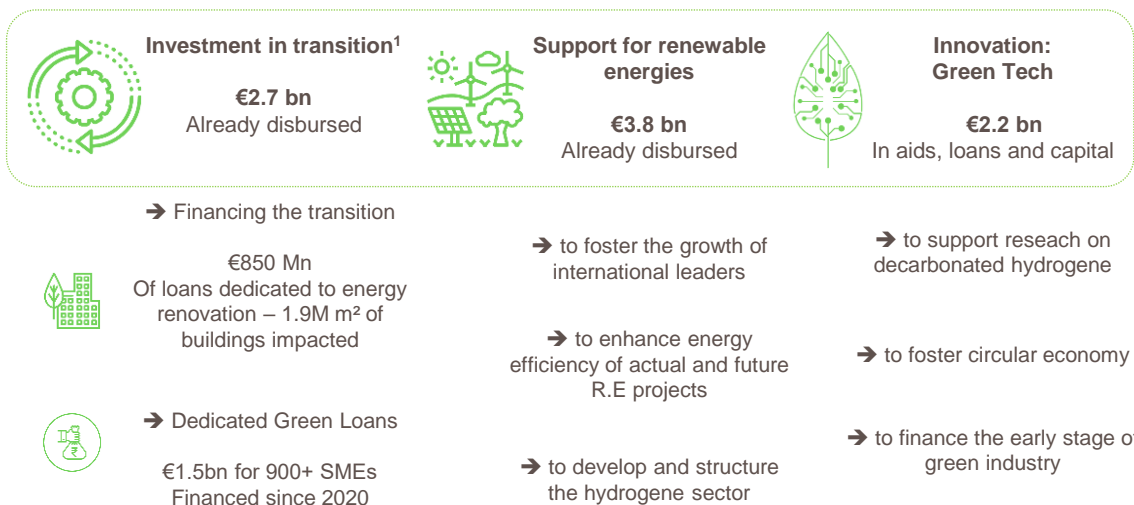 Investment in transition¹
€2.7 bn
Already disbursed
Support for renewable
energies
€3.8 bn
Already disbursed
Innovation:
Green Tech
€2.2 bn
In aids, loans and capital
➔ Financing the transition
€850 Mn
Of loans dedicated to energy
renovation – 1.9M m² of
buildings impacted
➔ Dedicated Green Loans
₹
€1.5bn for 900+ SMEs
Financed since 2020
➔ to foster the growth of
international leaders
➔ to enhance energy
efficiency of actual and future
R.E projects
➔ to develop and structure
the hydrogene sector
➔ to support reseach on
decarbonated hydrogene
➔ to foster circular economy
➔ to finance the early stage o
green industry